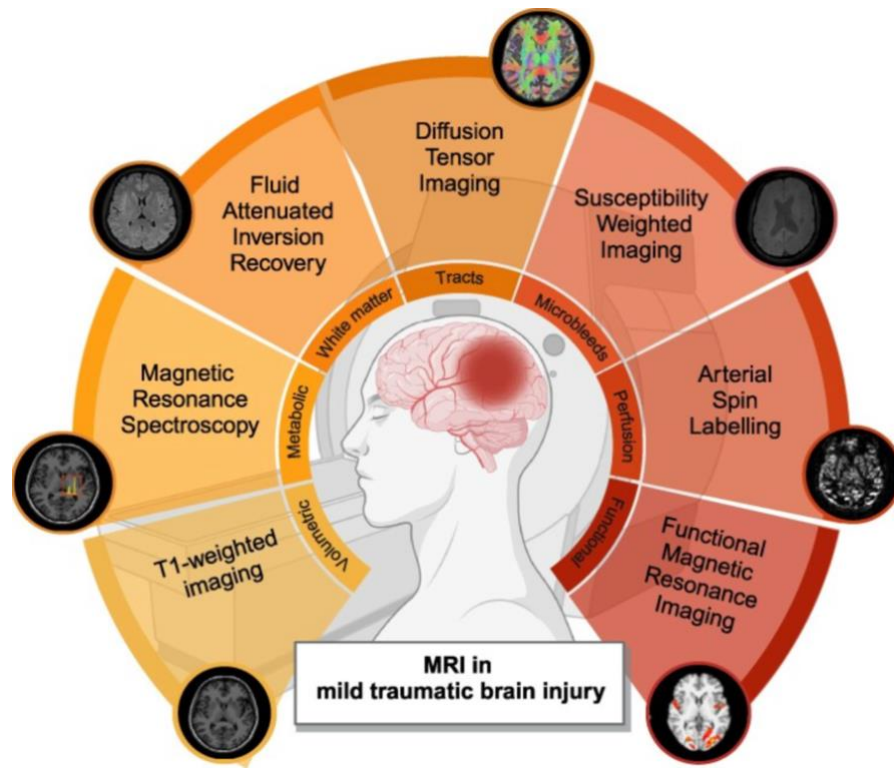 Diffusion
Tensor
Imaging
Fluid
Attenuated
Inversion
Recovery
Susceptibility
Weighted
Imaging
Magnetic
Resonance
Spectroscopy
Arterial
Spin
Labelling
T1-weighted
imaging
Functional
Magnetic
Resonance
Imaging
Volumetric
Metabolic
White matter
Tracts
Microbleeds
Perfusion
Functional
MRI in
mild traumatic brain injury